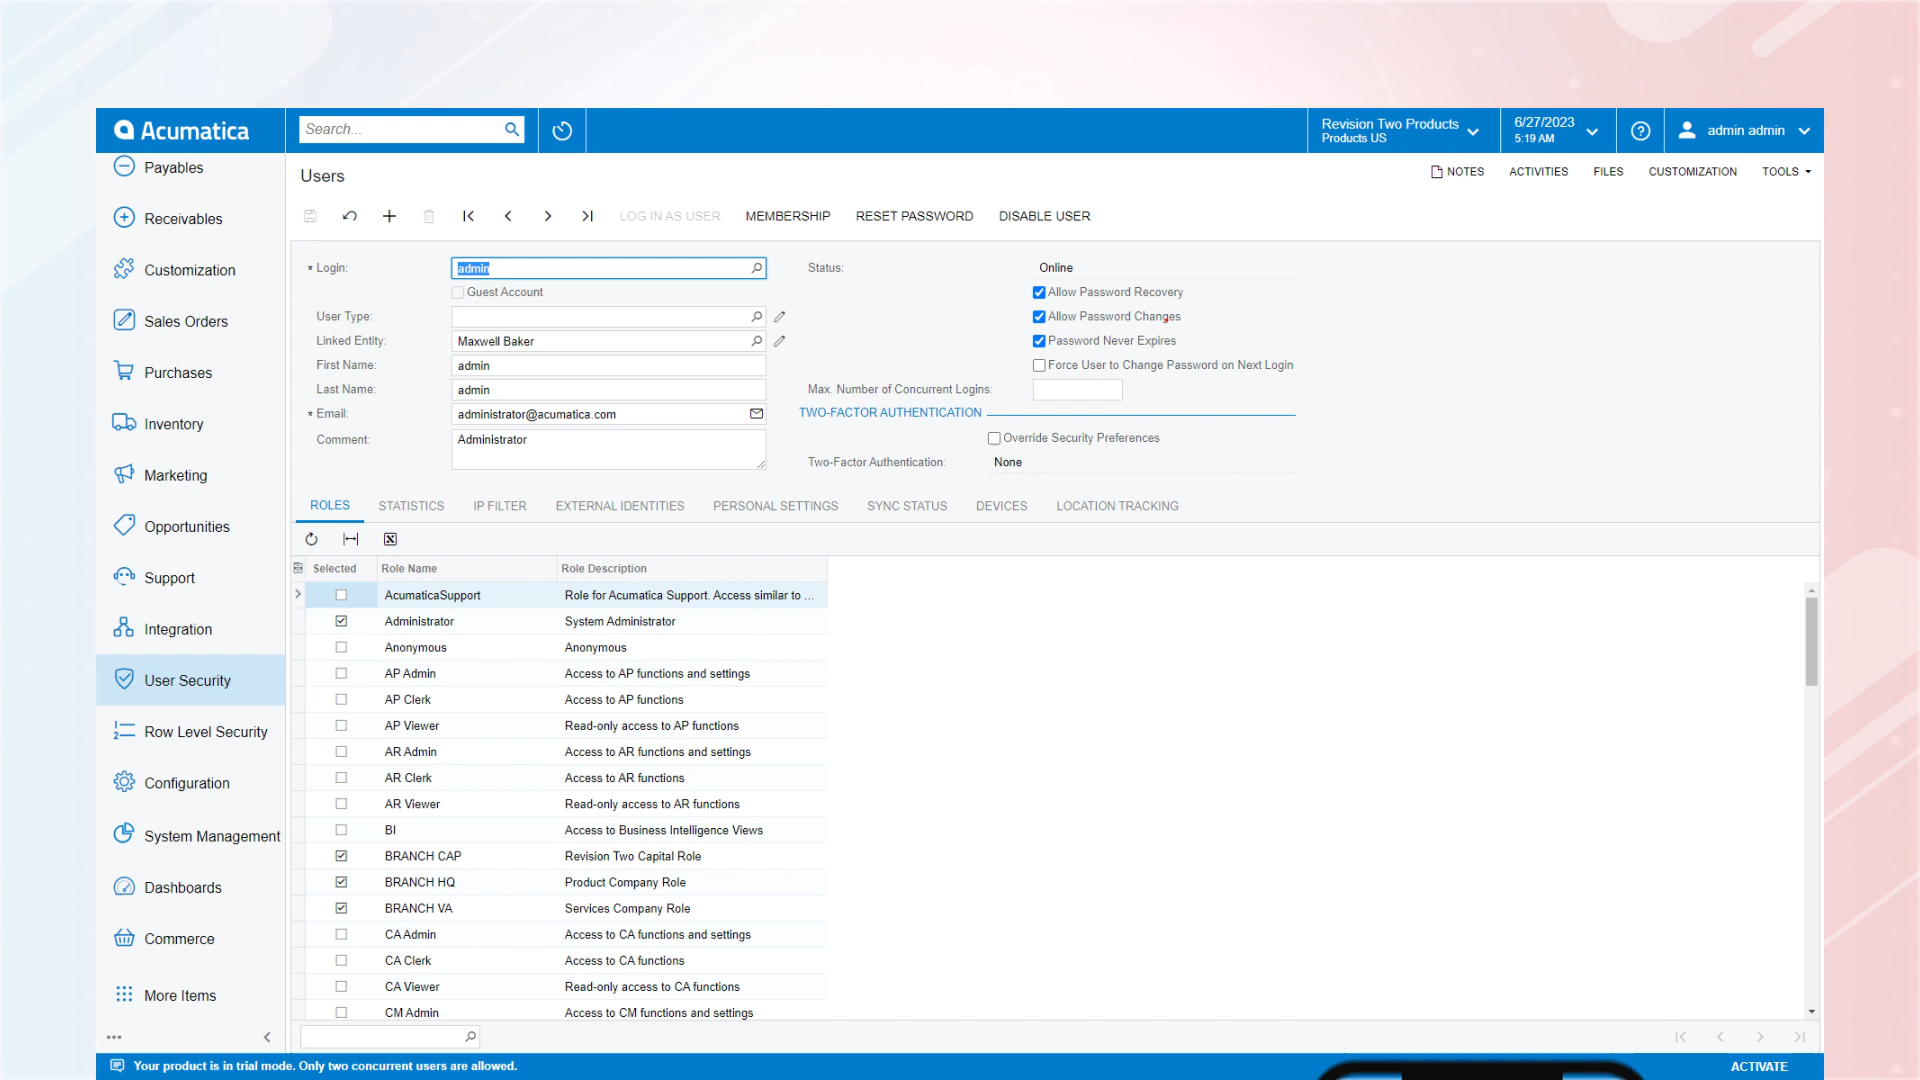 Acumatica
Search...
Revision Two Products
Products US
6/27/2023
5:19 AM
admin admin
Payables
Receivables
Customization
Sales Orders
Purchases
Inventory
Marketing
Opportunities
Support
Integration
User Security
Row Level Security
Configuration
System Management
Dashboards
Commerce
More Items
Users
NOTES ACTIVITIES FILES CUSTOMIZATION TOOLS
LOG IN AS USER MEMBERSHIP RESET PASSWORD DISABLE USER
* Login: admin
Guest Account
User Type:
Linked Entity: Maxwell Baker
First Name: admin
Last Name: admin
* Email: administrator@acumatica.com
Comment: Administrator
Status: Online
Allow Password Recovery
Allow Password Changes
Password Never Expires
Force User to Change Password on Next Login
Max. Number of Concurrent Logins:
TWO-FACTOR AUTHENTICATION
Override Security Preferences
Two-Factor Authentication: None
ROLES STATISTICS IP FILTER EXTERNAL IDENTITIES PERSONAL SETTINGS SYNC STATUS DEVICES LOCATION TRACKING
Selected Role Name Role Description
AcumaticaSupport Role for Acumatica Support. Access similar to ...
Administrator System Administrator
Anonymous Anonymous
AP Admin Access to AP functions and settings
AP Clerk Access to AP functions
AP Viewer Read-only access to AP functions
AR Admin Access to AR functions and settings
AR Clerk Access to AR functions
AR Viewer Read-only access to AR functions
BI Access to Business Intelligence Views
BRANCH CAP Revision Two Capital Role
BRANCH HQ Product Company Role
BRANCH VA Services Company Role
CA Admin Access to CA functions and settings
CA Clerk Access to CA functions
CA Viewer Read-only access to CA functions
CM Admin Access to CM functions and settings
Your product is in trial mode. Only two concurrent users are allowed.
ACTIVATE